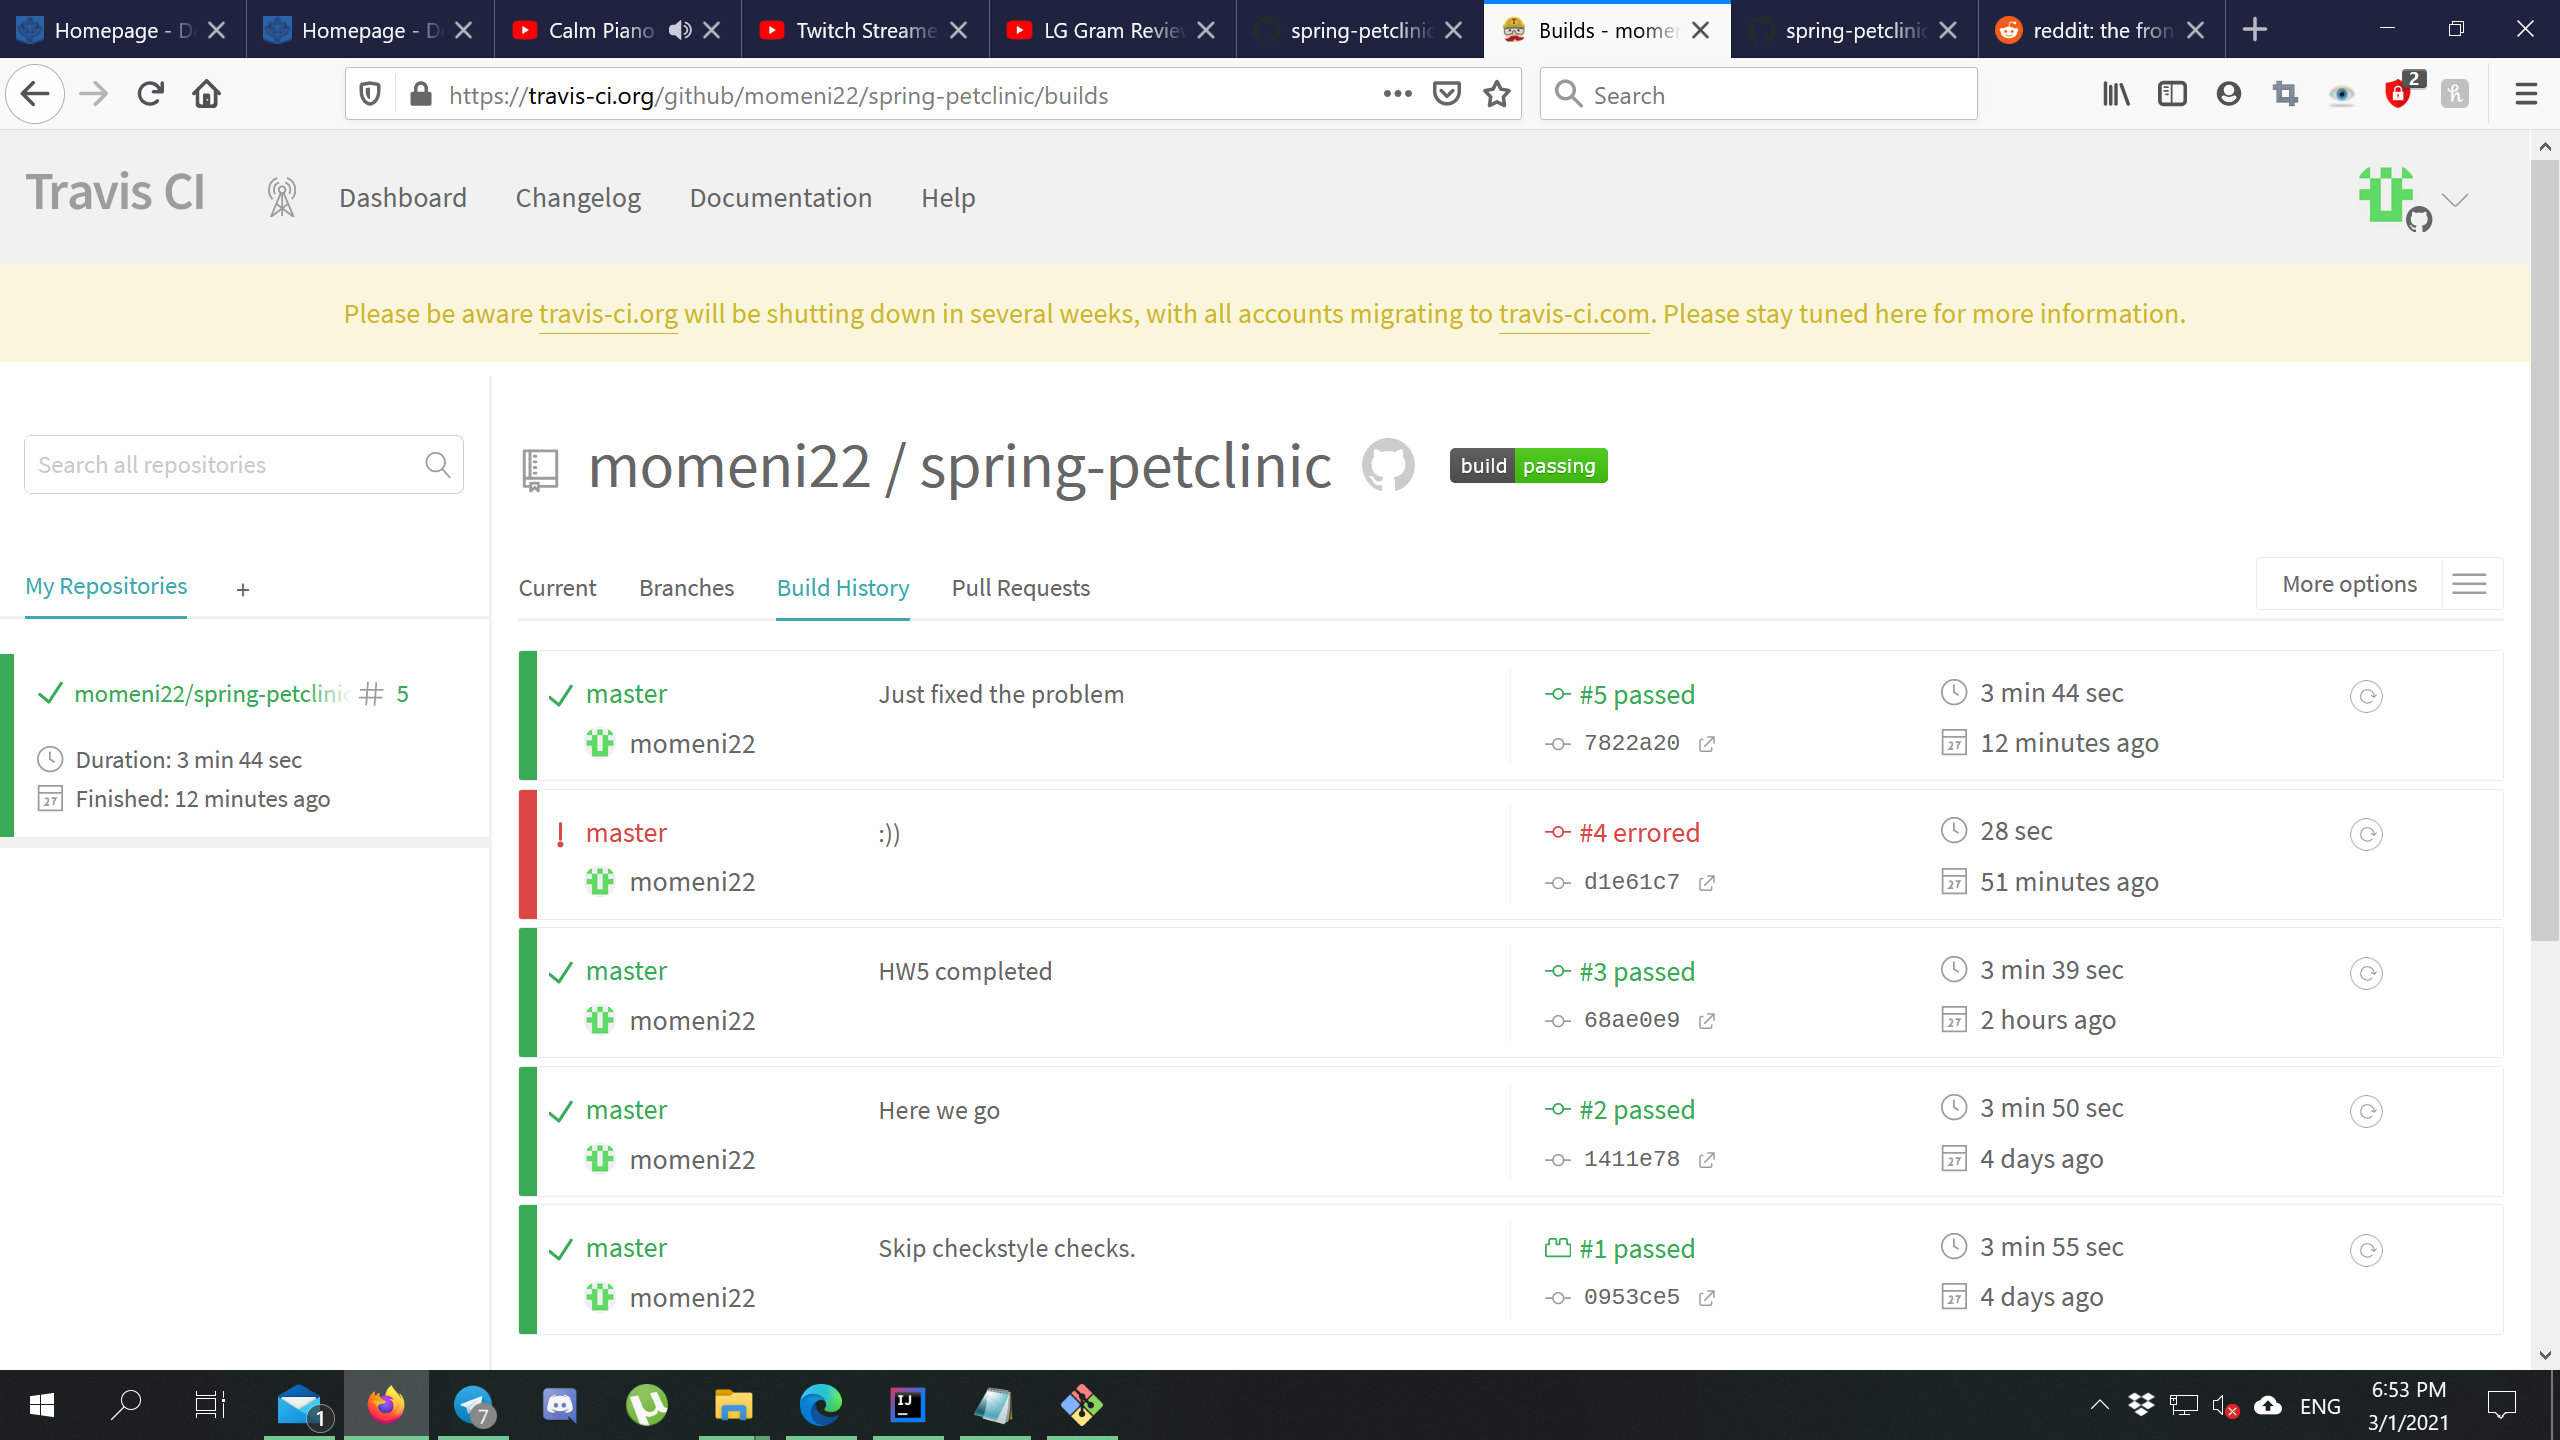 Homepage - D
Homepage - D
Calm Piano
Twitch Streame
LG Gram Revie
spring-petclinic
Builds - momen
spring-petclinic
reddit: the fron
https://travis-ci.org/github/momeni22/spring-petclinic/builds
Search
2
Travis CI
Dashboard
Changelog
Documentation
Help
Please be aware travis-ci.org will be shutting down in several weeks, with all accounts migrating to travis-ci.com. Please stay tuned here for more information.
Search all repositories
momeni22 / spring-petclinic
build passing
My Repositories +
Current
Branches
Build History
Pull Requests
More options
momeni22/spring-petclinic # 5
Duration: 3 min 44 sec
27 Finished: 12 minutes ago
master Just fixed the problem #5 passed 3 min 44 sec
momeni22 7822a20 27 12 minutes ago
! master :)) #4 errored 28 sec
momeni22 d1e61c7 27 51 minutes ago
master HW5 completed #3 passed 3 min 39 sec
momeni22 68ae0e9 27 2 hours ago
master Here we go #2 passed 3 min 50 sec
momeni22 1411e78 27 4 days ago
master Skip checkstyle checks. #1 passed 3 min 55 sec
momeni22 0953ce5 27 4 days ago
1
7
IJ
ENG
6:53 PM
3/1/2021